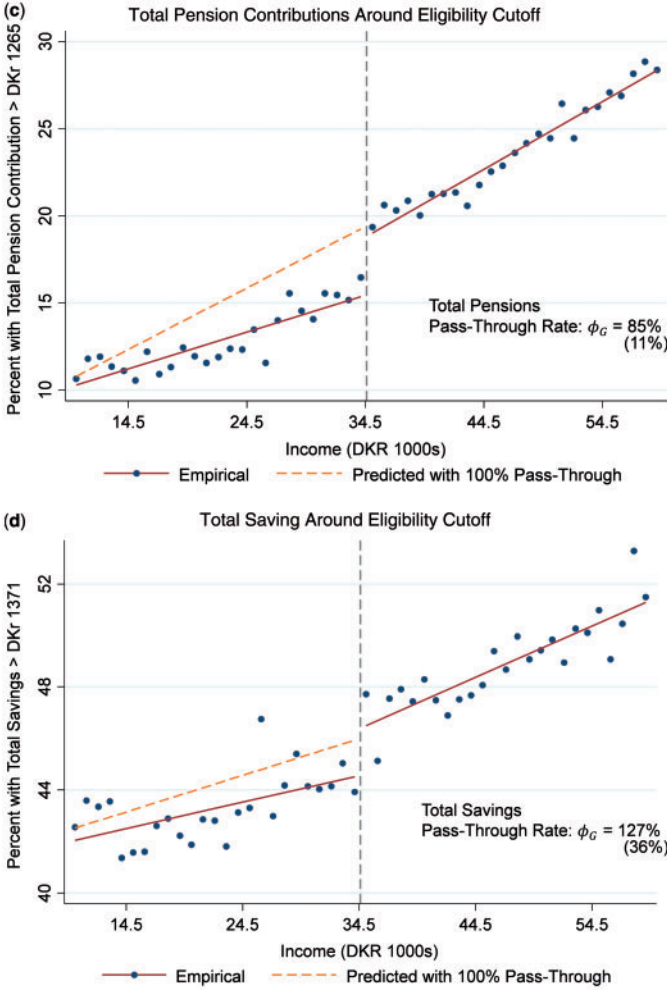 (c) Total Pension Contributions Around Eligibility Cutoff
Percent with Total Pension Contribution > DKr 1265
30
25
20
15
10
Total Pensions
Pass-Through Rate: ϕG = 85%
(11%)
14.5 24.5 34.5 44.5 54.5
Income (DKR 1000s)
Empirical Predicted with 100% Pass-Through
(d) Total Saving Around Eligibility Cutoff
Percent with Total Savings > DKr 1371
52
48
44
40
Total Savings
Pass-Through Rate: ϕG = 127%
(36%)
14.5 24.5 34.5 44.5 54.5
Income (DKR 1000s)
Empirical Predicted with 100% Pass-Through